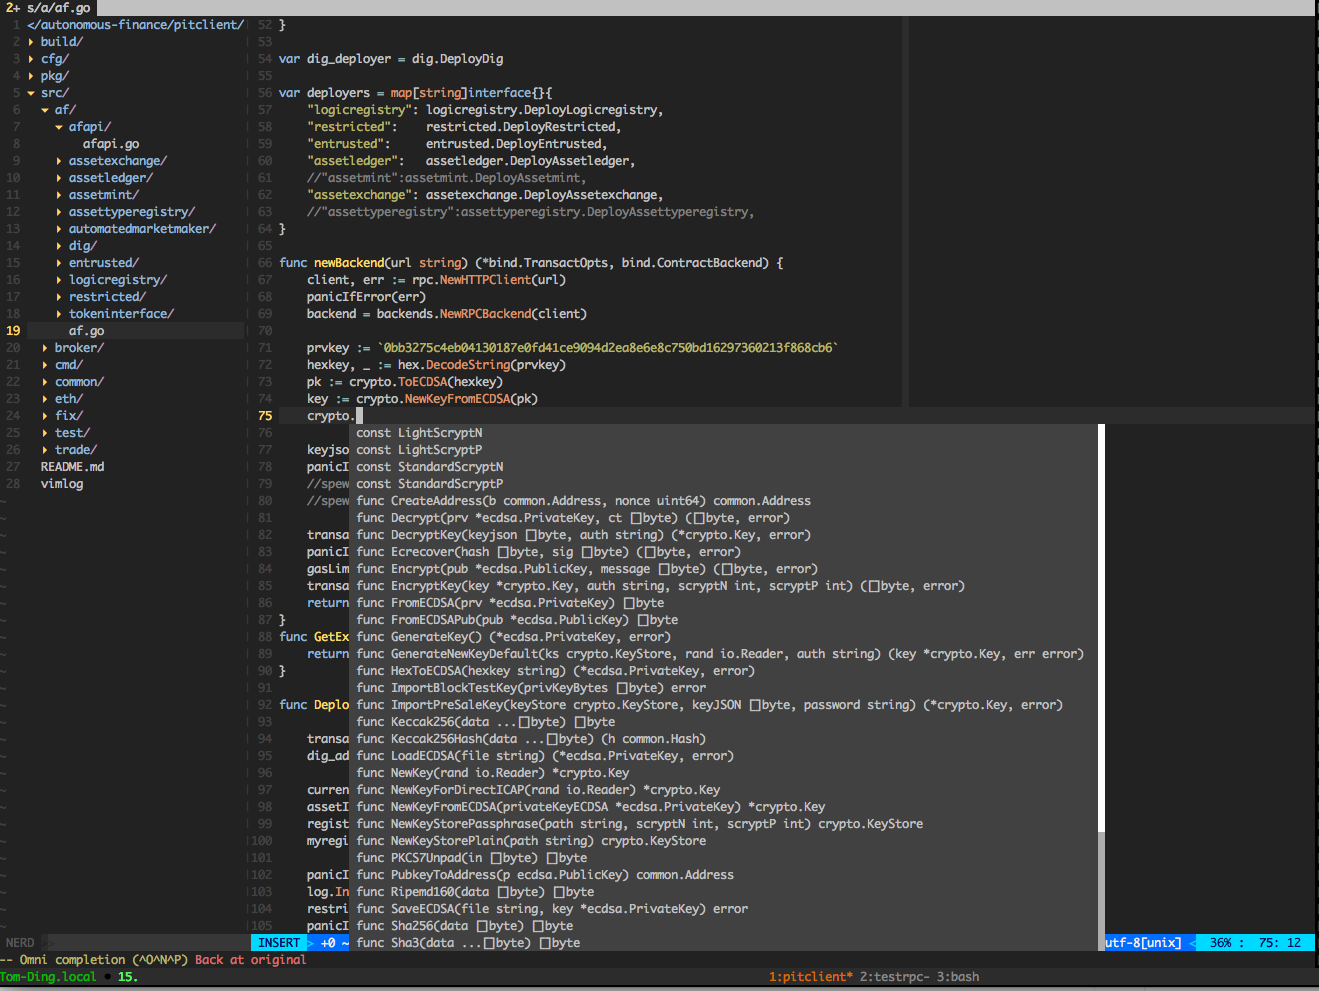 2+ s/a/af.go
1 </autonomous-finance/pitclient/
2 ▸ build/
3 ▸ cfg/
4 ▸ pkg/
5 ▾ src/
6 ▾ af/
7 ▾ afapi/
8 afapi.go
9 ▸ assetexchange/
10 ▸ assetledger/
11 ▸ assetmint/
12 ▸ assettyperegistry/
13 ▸ automatedmarketmaker/
14 ▸ dig/
15 ▸ entrusted/
16 ▸ logicregistry/
17 ▸ restricted/
18 ▸ tokeninterface/
19 af.go
20 ▸ broker/
21 ▸ cmd/
22 ▸ common/
23 ▸ eth/
24 ▸ fix/
25 ▸ test/
26 ▸ trade/
27 README.md
28 vimlog
NERD
52 }
53
54 var dig_deployer = dig.DeployDig
55
56 var deployers = map[string]interface{}{
57 "logicregistry": logicregistry.DeployLogicregistry,
58 "restricted": restricted.DeployRestricted,
59 "entrusted": entrusted.DeployEntrusted,
60 "assetledger": assetledger.DeployAssetledger,
61 //"assetmint":assetmint.DeployAssetmint,
62 "assetexchange": assetexchange.DeployAssetexchange,
63 //"assettyperegistry":assettyperegistry.DeployAssettyperegistry,
64 }
65
66 func newBackend(url string) (*bind.TransactOpts, bind.ContractBackend) {
67 client, err := rpc.NewHTTPClient(url)
68 panicIfError(err)
69 backend = backends.NewRPCBackend(client)
70
71 prvkey := `0bb3275c4eb04130187e0fd41ce9094d2ea8e6e8c750bd16297360213f868cb6`
72 hexkey, _ := hex.DecodeString(prvkey)
73 pk := crypto.ToECDSA(hexkey)
74 key := crypto.NewKeyFromECDSA(pk)
75 crypto.
76 const LightScryptN
77 keyjso const LightScryptP
78 panicI const StandardScryptN
79 //spew const StandardScryptP
80 //spew func CreateAddress(b common.Address, nonce uint64) common.Address
81 func Decrypt(prv *ecdsa.PrivateKey, ct []byte) ([]byte, error)
82 transa func DecryptKey(keyjson []byte, auth string) (*crypto.Key, error)
83 panicI func Ecrecover(hash []byte, sig []byte) ([]byte, error)
84 gasLim func Encrypt(pub *ecdsa.PublicKey, message []byte) ([]byte, error)
85 transa func EncryptKey(key *crypto.Key, auth string, scryptN int, scryptP int) ([]byte, error)
86 return func FromECDSA(prv *ecdsa.PrivateKey) []byte
87 } func FromECDSAPub(pub *ecdsa.PublicKey) []byte
88 func GetEx func GenerateKey() (*ecdsa.PrivateKey, error)
89 return func GenerateNewKeyDefault(ks crypto.KeyStore, rand io.Reader, auth string) (key *crypto.Key, err error)
90 } func HexToECDSA(hexkey string) (*ecdsa.PrivateKey, error)
91 func ImportBlockTestKey(privKeyBytes []byte) error
92 func Deplo func ImportPreSaleKey(keyStore crypto.KeyStore, keyJSON []byte, password string) (*crypto.Key, error)
93 func Keccak256(data ...[]byte) []byte
94 transa func Keccak256Hash(data ...[]byte) (h common.Hash)
95 dig_ad func LoadECDSA(file string) (*ecdsa.PrivateKey, error)
96 func NewKey(rand io.Reader) *crypto.Key
97 curren func NewKeyForDirectICAP(rand io.Reader) *crypto.Key
98 assetI func NewKeyFromECDSA(privateKeyECDSA *ecdsa.PrivateKey) *crypto.Key
99 regist func NewKeyStorePassphrase(path string, scryptN int, scryptP int) crypto.KeyStore
100 myregi func NewKeyStorePlain(path string) crypto.KeyStore
101 func PKCS7Unpad(in []byte) []byte
102 panicI func PubkeyToAddress(p ecdsa.PublicKey) common.Address
103 log.In func Ripemd160(data []byte) []byte
104 restri func SaveECDSA(file string, key *ecdsa.PrivateKey) error
105 panicI func Sha256(data []byte) []byte
INSERT > +0 ~ func Sha3(data ...[]byte) []byte utf-8[unix] < 36% : 75: 12
-- Omni completion (^O^N^P) Back at original
Tom-Ding.local • 15. 1:pitclient* 2:testrpc- 3:bash